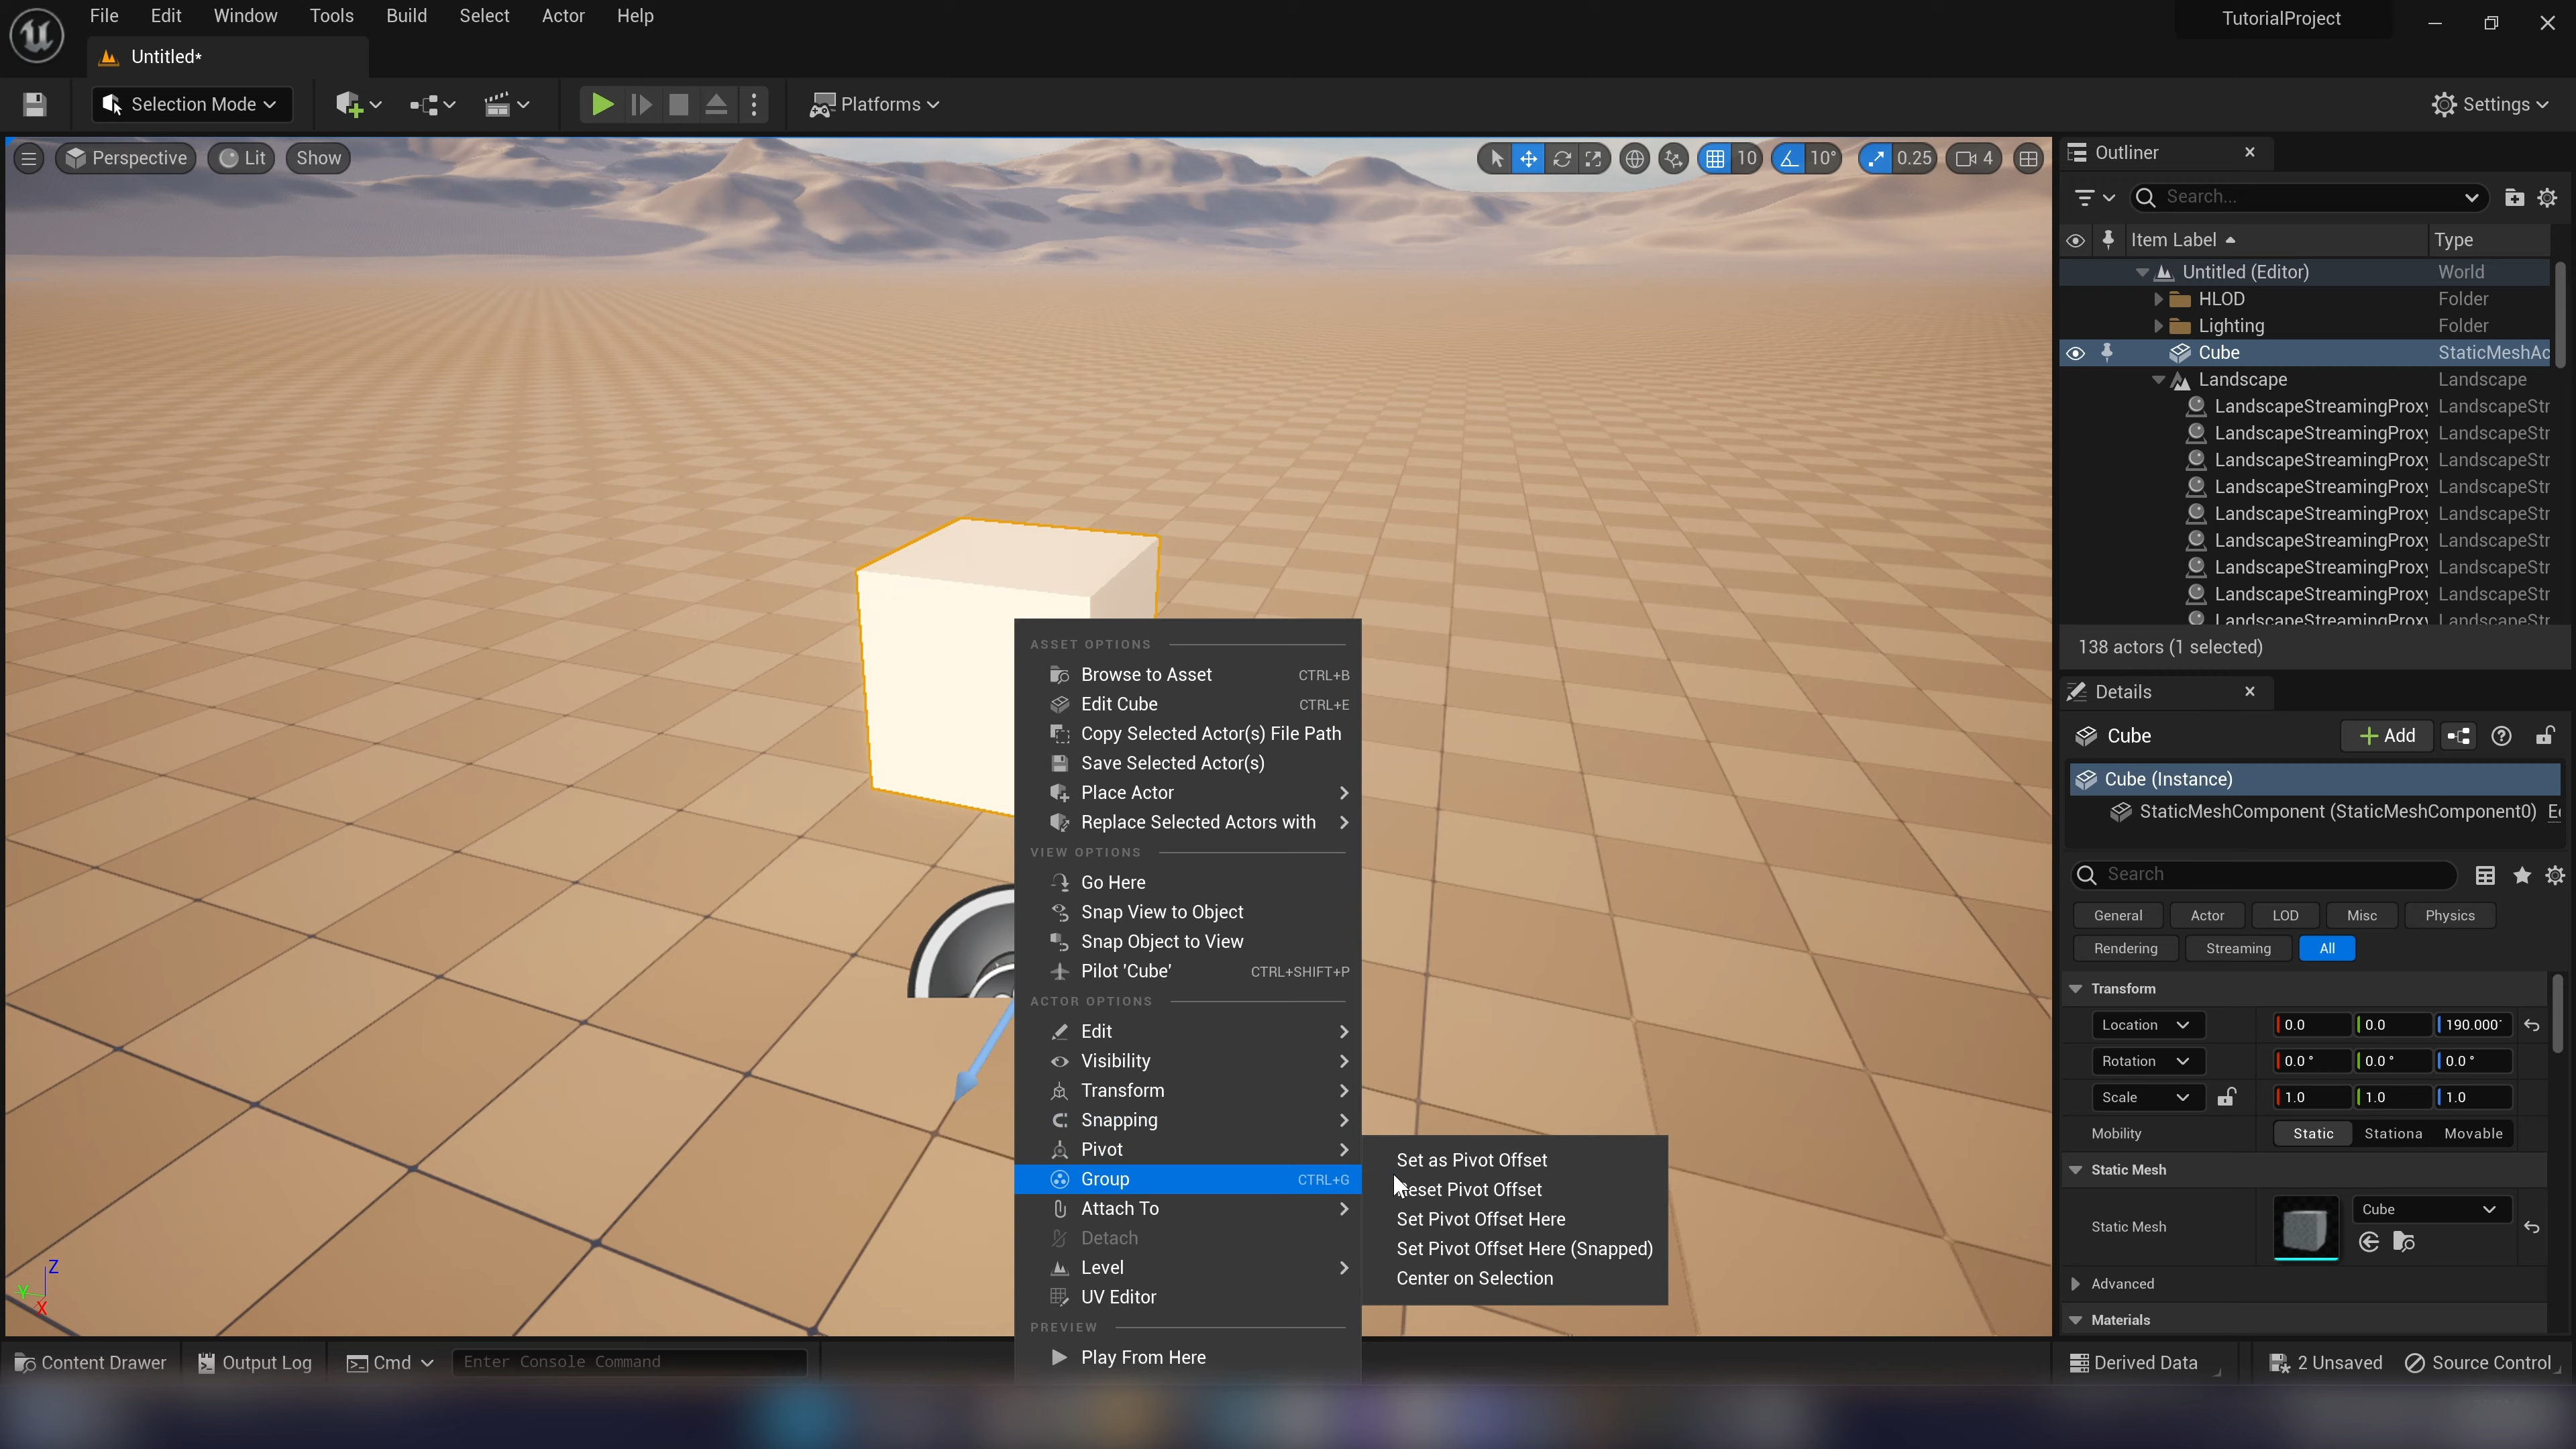 File Edit Window Tools Build Select Actor Help
TutorialProject
Untitled*
Selection Mode
Platforms
Settings
Perspective Lit Show
10 10° 0.25 4
Outliner
Search...
Item Label Type
Untitled (Editor) World
HLOD Folder
Lighting Folder
Cube StaticMeshAc
Landscape Landscape
LandscapeStreamingProxy LandscapeStr
LandscapeStreamingProxy LandscapeStr
LandscapeStreamingProxy LandscapeStr
LandscapeStreamingProxy LandscapeStr
LandscapeStreamingProxy LandscapeStr
LandscapeStreamingProxy LandscapeStr
LandscapeStreamingProxy LandscapeStr
LandscapeStreamingProxy LandscapeStr
LandscapeStreamingProxy LandscapeStr
138 actors (1 selected)
Details
Cube
Add
Cube (Instance)
StaticMeshComponent (StaticMeshComponent0)
Search
General Actor LOD Misc Physics
Rendering Streaming All
Transform
Location 0.0 0.0 190.000
Rotation 0.0° 0.0° 0.0°
Scale 1.0 1.0 1.0
Mobility Static Stationa Movable
Static Mesh
Static Mesh Cube
Advanced
Materials
ASSET OPTIONS
Browse to Asset CTRL+B
Edit Cube CTRL+E
Copy Selected Actor(s) File Path
Save Selected Actor(s)
Place Actor
Replace Selected Actors with
VIEW OPTIONS
Go Here
Snap View to Object
Snap Object to View
Pilot 'Cube' CTRL+SHIFT+P
ACTOR OPTIONS
Edit
Visibility
Transform
Snapping
Pivot
Group CTRL+G
Attach To
Detach
Level
UV Editor
PREVIEW
Play From Here
Set as Pivot Offset
eset Pivot Offset
Set Pivot Offset Here
Set Pivot Offset Here (Snapped)
Center on Selection
Z
Y
X
Content Drawer Output Log Cmd Enter Console Command
Derived Data 2 Unsaved Source Control